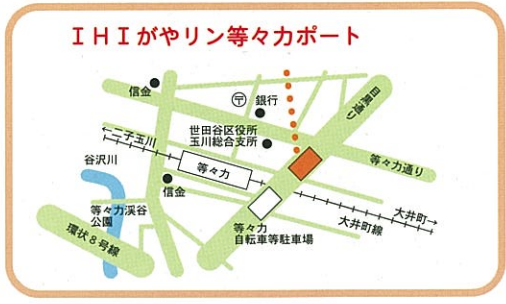 IHIがやリン等々力ポート
信金
〒
銀行
目黒通り
世田谷区役所
玉川総合支所
←二子玉川
谷沢川
等々力
等々力通り
信金
等々力渓谷
公園
大井町→
大井町線
環状8号線
等々力
自転車等駐車場